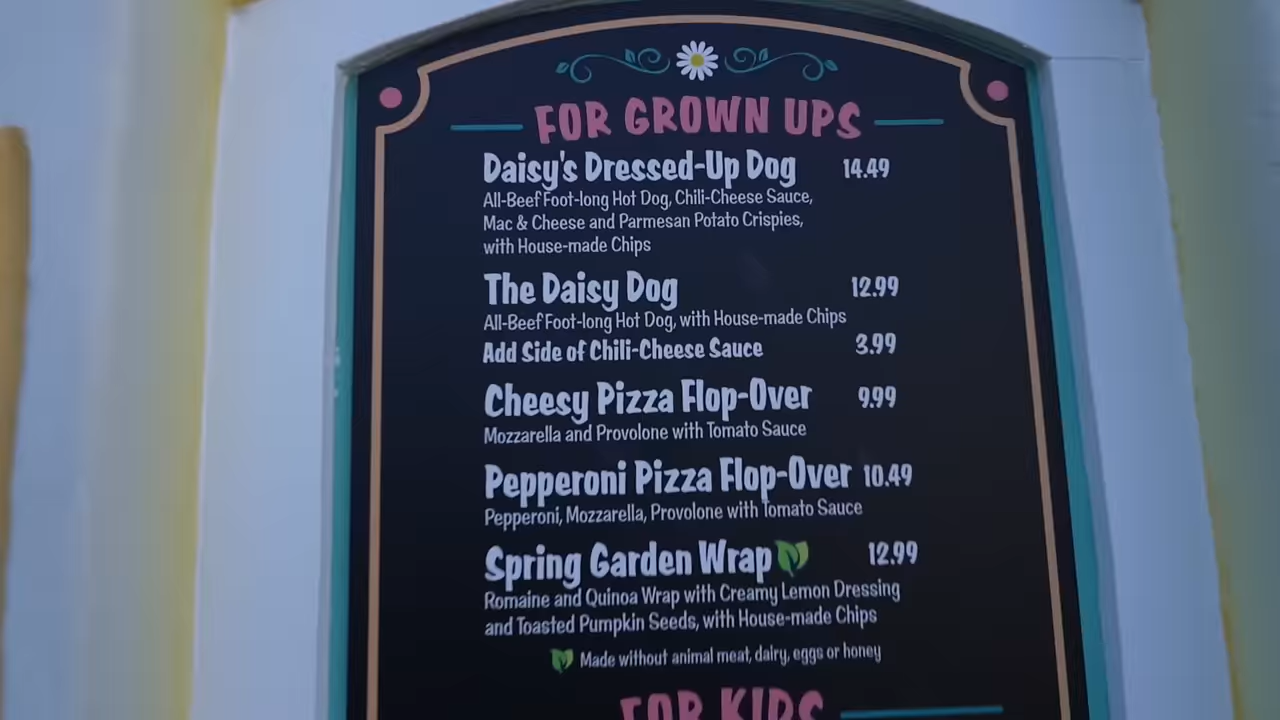 FOR GROWN UPS
Daisy's Dressed-Up Dog 14.49
All-Beef Foot-long Hot Dog, Chili-Cheese Sauce,
Mac & Cheese and Parmesan Potato Crispies,
with House-made Chips
The Daisy Dog 12.99
All-Beef Foot-long Hot Dog, with House-made Chips
Add Side of Chili-Cheese Sauce 3.99
Cheesy Pizza Flop-Over 9.99
Mozzarella and Provolone with Tomato Sauce
Pepperoni Pizza Flop-Over 10.49
Pepperoni, Mozzarella, Provolone with Tomato Sauce
Spring Garden Wrap 12.99
Romaine and Quinoa Wrap with Creamy Lemon Dressing
and Toasted Pumpkin Seeds, with House-made Chips
Made without animal meat, dairy, eggs or honey
FOR KIDS